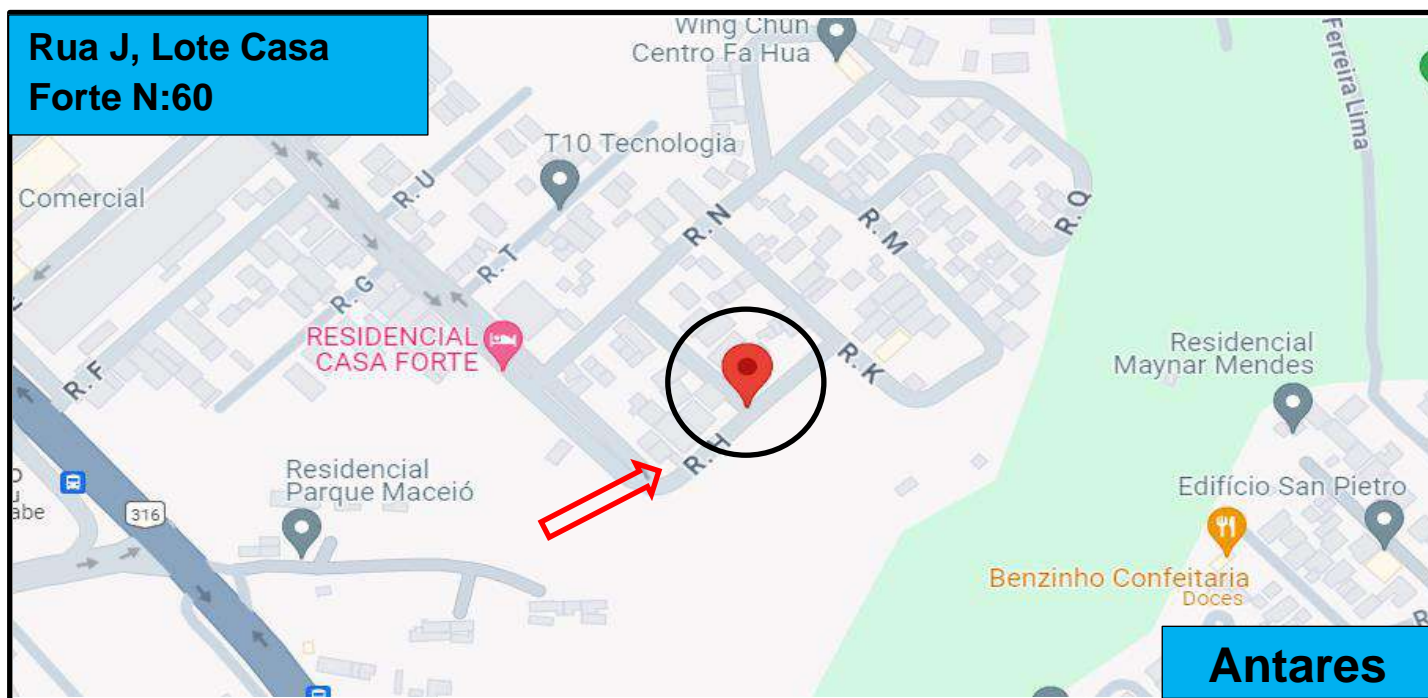 Rua J, Lote Casa
Forte N:60
Wing Chun
Centro Fa Hua
Ferreira Lima
T10 Tecnologia
Comercial
R. U
R. N
R. M
R. Q
R. T
R. G
RESIDENCIAL
CASA FORTE
R. F
R. K
Residencial
Maynar Mendes
R. H
Residencial
Parque Maceió
316
abe
Edifício San Pietro
Benzinho Confeitaria
Doces
Antares